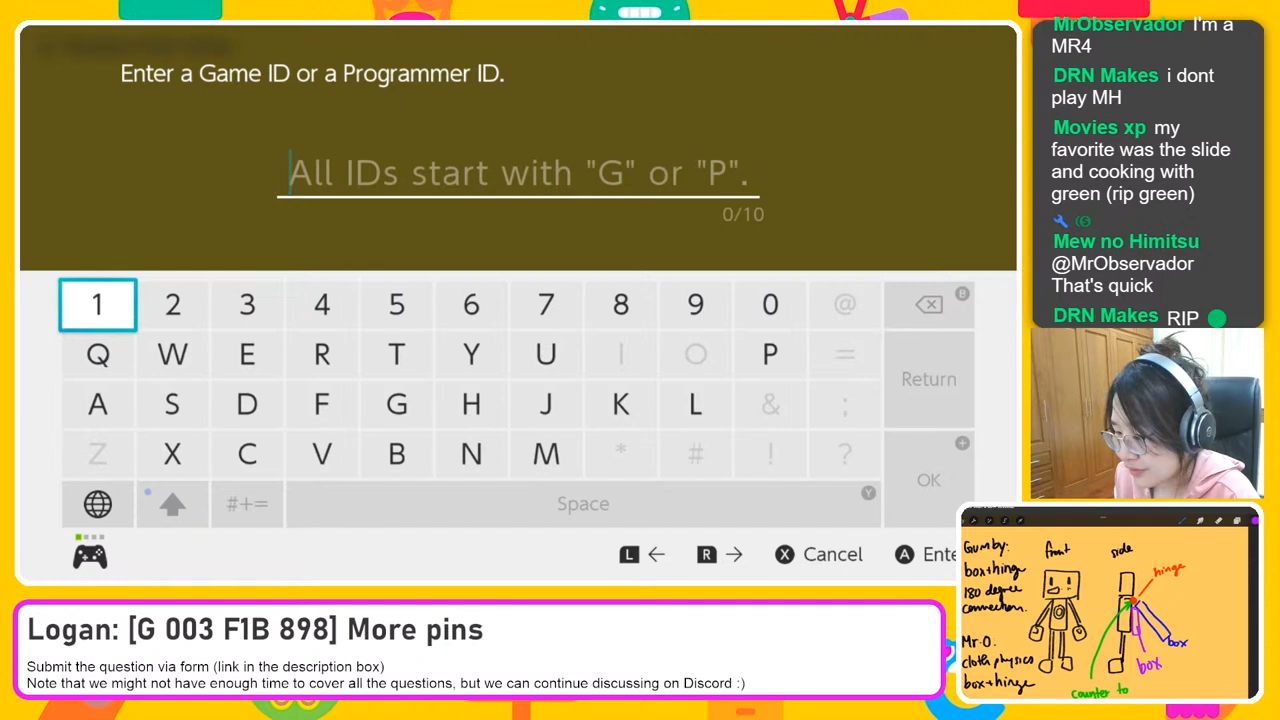 Enter a Game ID or a Programmer ID.
All IDs start with "G" or "P".
0/10
1 2 3 4 5 6 7 8 9 0 @ B
Q W E R T Y U I O P = Return
A S D F G H J K L & ;
Z X C V B N M * # ! ? + OK
#+= Space Y
L ← R → X Cancel A Ente
MrObservador I'm a
MR4
DRN Makes i dont
play MH
Movies xp my
favorite was the slide
and cooking with
green (rip green)
Mew no Himitsu
@MrObservador
That's quick
DRN Makes RIP
Gumby:
box+hinge
180 degree
connection.
Mr.O.
cloth physics
box+hinge
front
side
hinge
box
box
counter to
Logan: [G 003 F1B 898] More pins
Submit the question via form (link in the description box)
Note that we might not have enough time to cover all the questions, but we can continue discussing on Discord :)